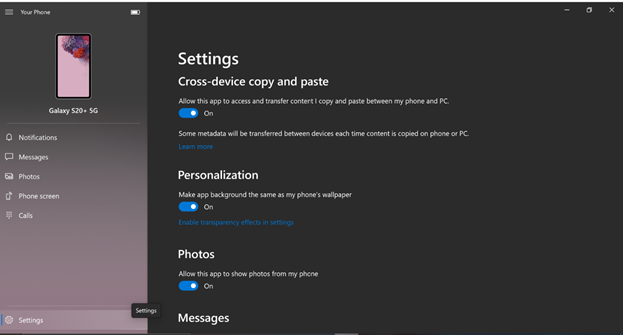 Your Phone
Galaxy S20+ 5G
Notifications
Messages
Photos
Phone screen
Calls
Settings
Settings
Settings
Cross-device copy and paste
Allow this app to access and transfer content I copy and paste between my phone and PC.
On
Some metadata will be transferred between devices each time content is copied on phone or PC.
Learn more
Personalization
Make app background the same as my phone's wallpaper
On
Enable transparency effects in settings
Photos
Allow this app to show photos from my phone
On
Messages